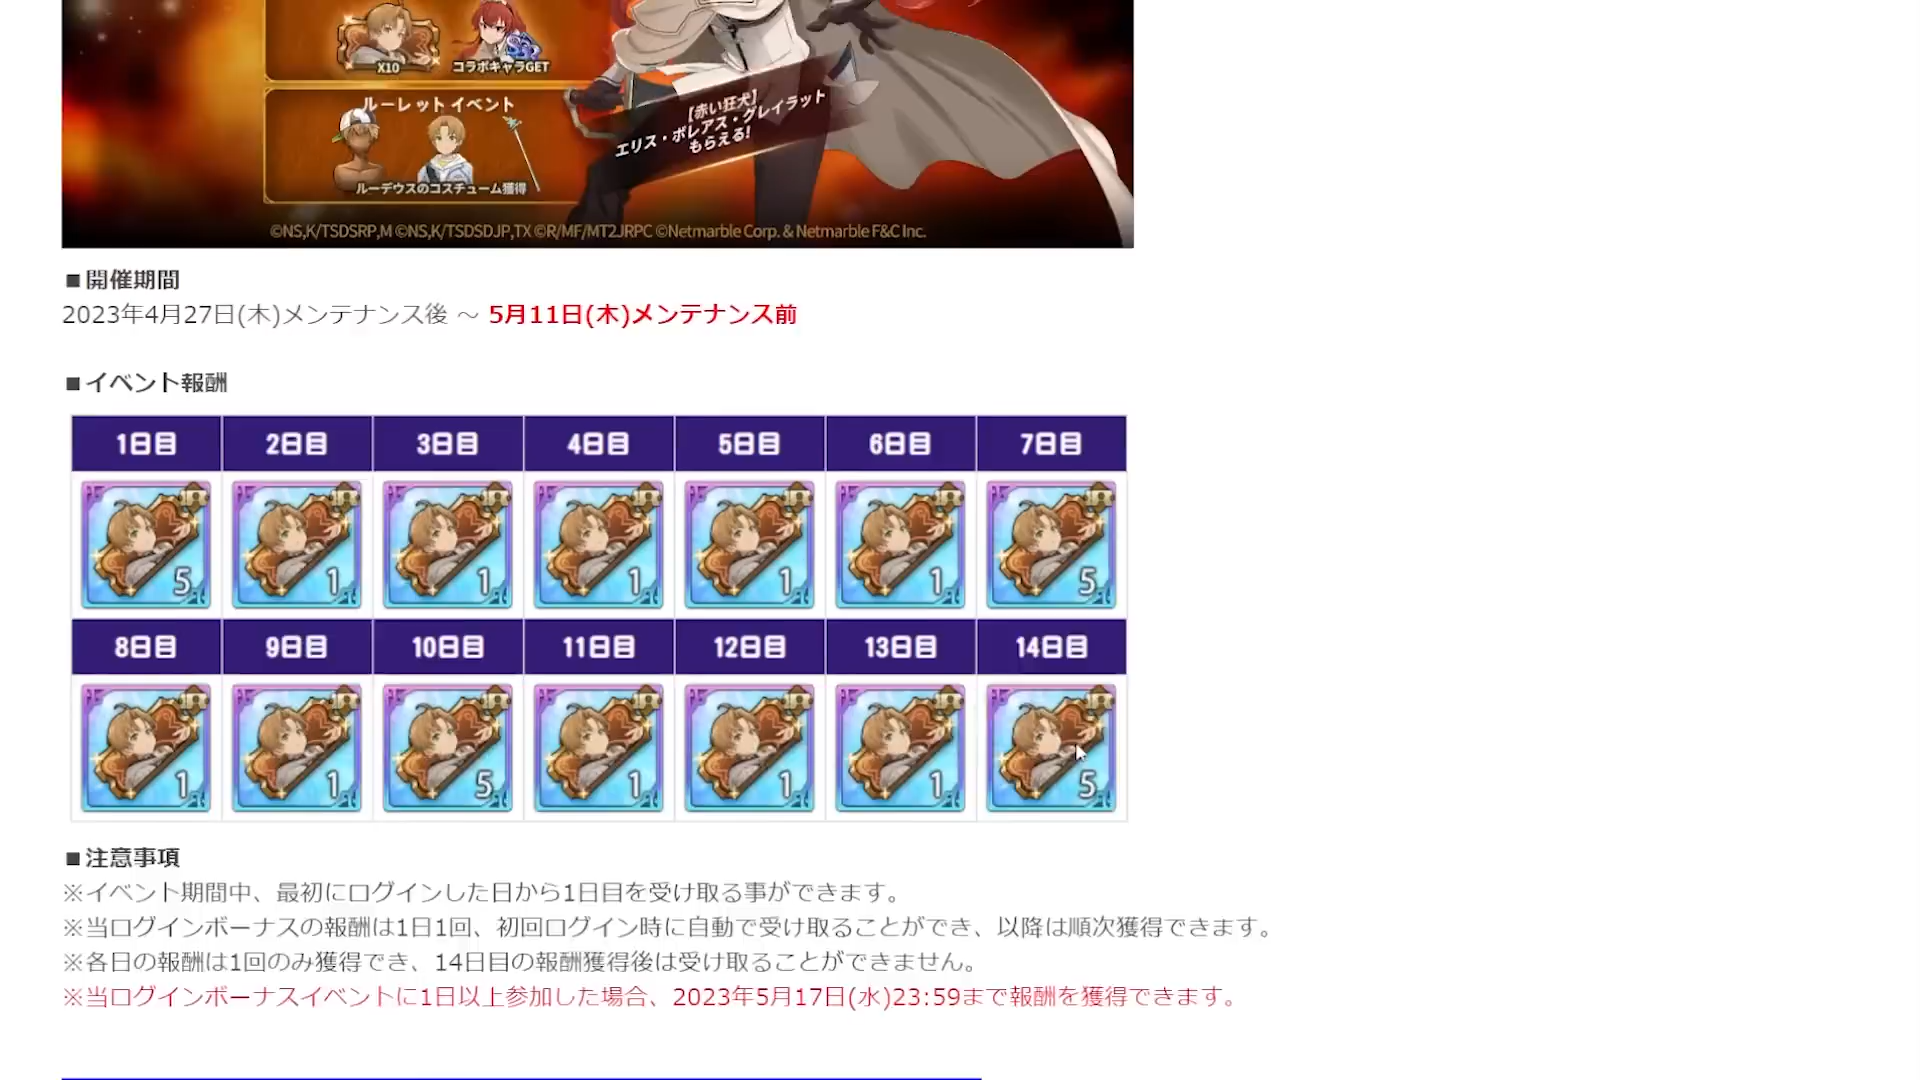 X10
コラボキャラGET
ルーレットイベント
ルーデウスのコスチューム獲得
【赤い狂犬】
エリス・ボレアス・グレイラット
もらえる!
©NS,K/TSDSRP,M ©NS,K/TSDSDJP,TX ©R/MF/MT2JRPC ©Netmarble Corp. & Netmarble F&C Inc.
■開催期間
2023年4月27日(木)メンテナンス後 ～ 5月11日(木)メンテナンス前
■イベント報酬
1日目 2日目 3日目 4日目 5日目 6日目 7日目
5 1 1 1 1 1 5
8日目 9日目 10日目 11日目 12日目 13日目 14日目
1 1 5 1 1 1 5
■注意事項
※イベント期間中、最初にログインした日から1日目を受け取る事ができます。
※当ログインボーナスの報酬は1日1回、初回ログイン時に自動で受け取ることができ、以降は順次獲得できます。
※各日の報酬は1回のみ獲得でき、14日目の報酬獲得後は受け取ることができません。
※当ログインボーナスイベントに1日以上参加した場合、2023年5月17日(水)23:59まで報酬を獲得できます。